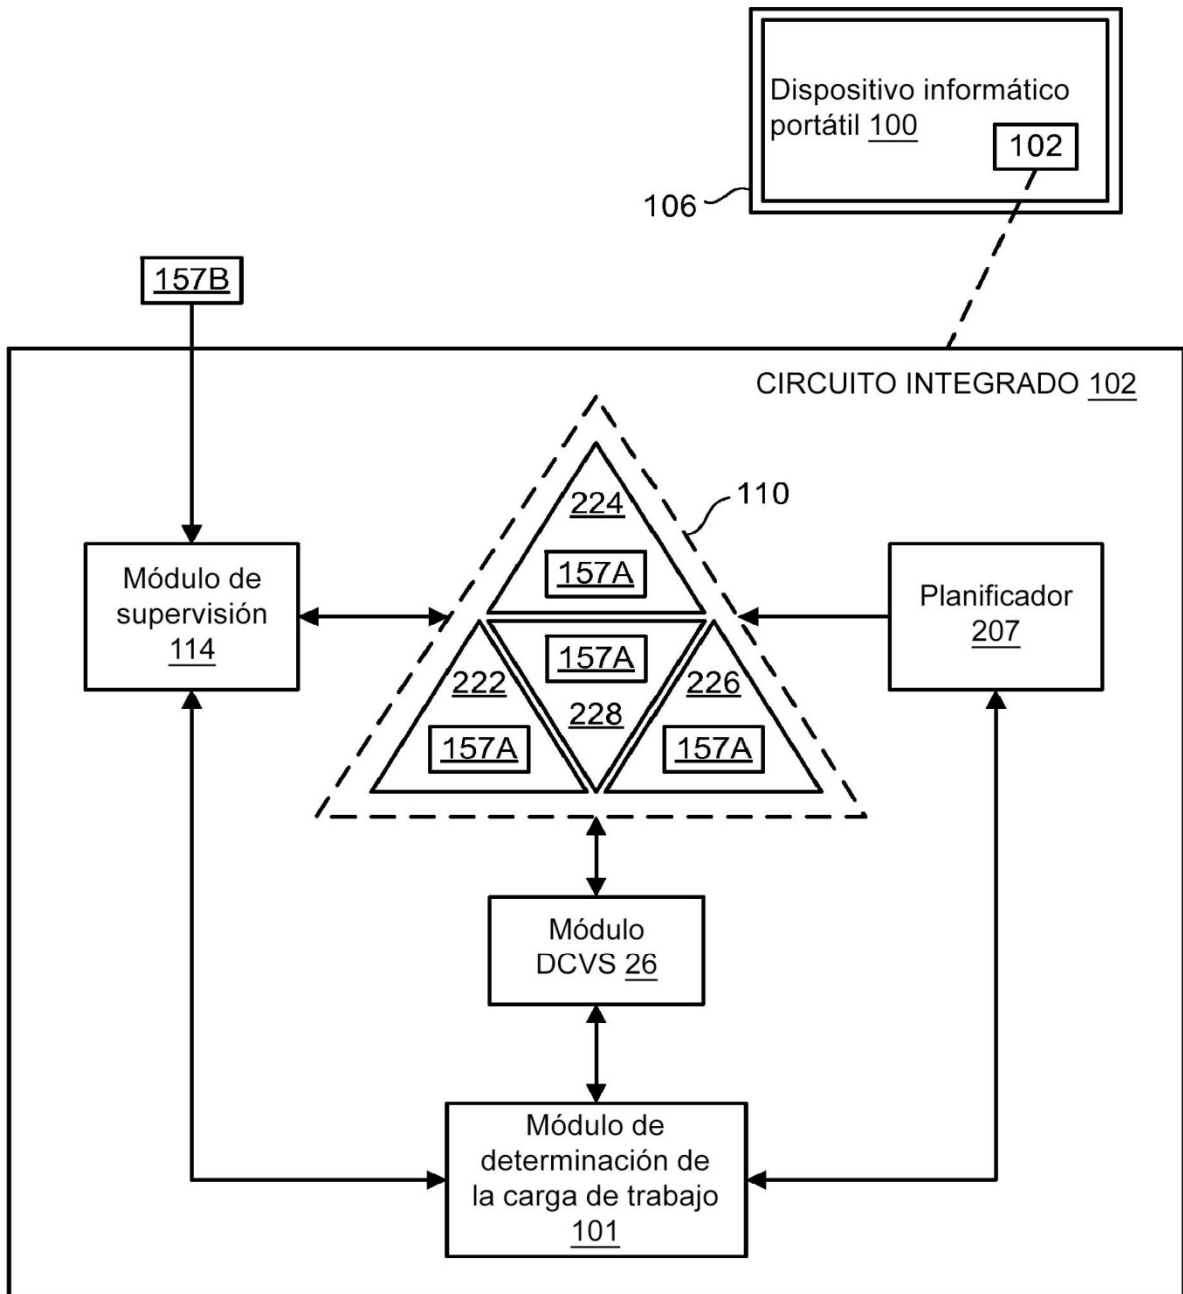 Dispositivo informático
portátil 100
102
106
157B
CIRCUITO INTEGRADO 102
110
224
157A
Módulo de
supervisión
114
Planificador
207
157A
222
228
226
157A
157A
Módulo
DCVS 26
Módulo de
determinación de
la carga de trabajo
101